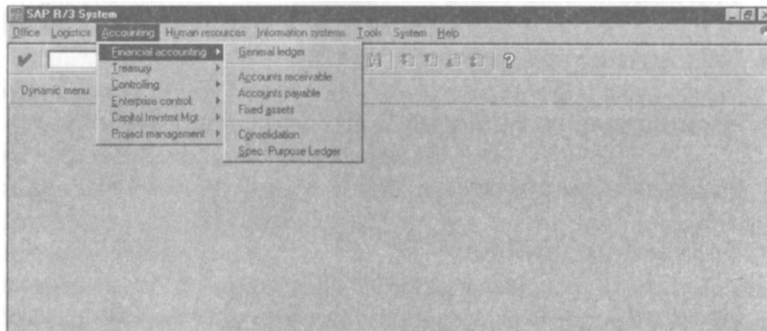 SAP R/3 System
Office Logistics Accounting Human resources Information systems Tools System Help
Financial accounting
General ledger
Treasury
Accounts receivable
Controlling
Accounts payable
Dynamic menu
Enterprise control.
Fixed assets
Capital Invstmt Mgt
Project management
Consolidation
Spec. Purpose Ledger